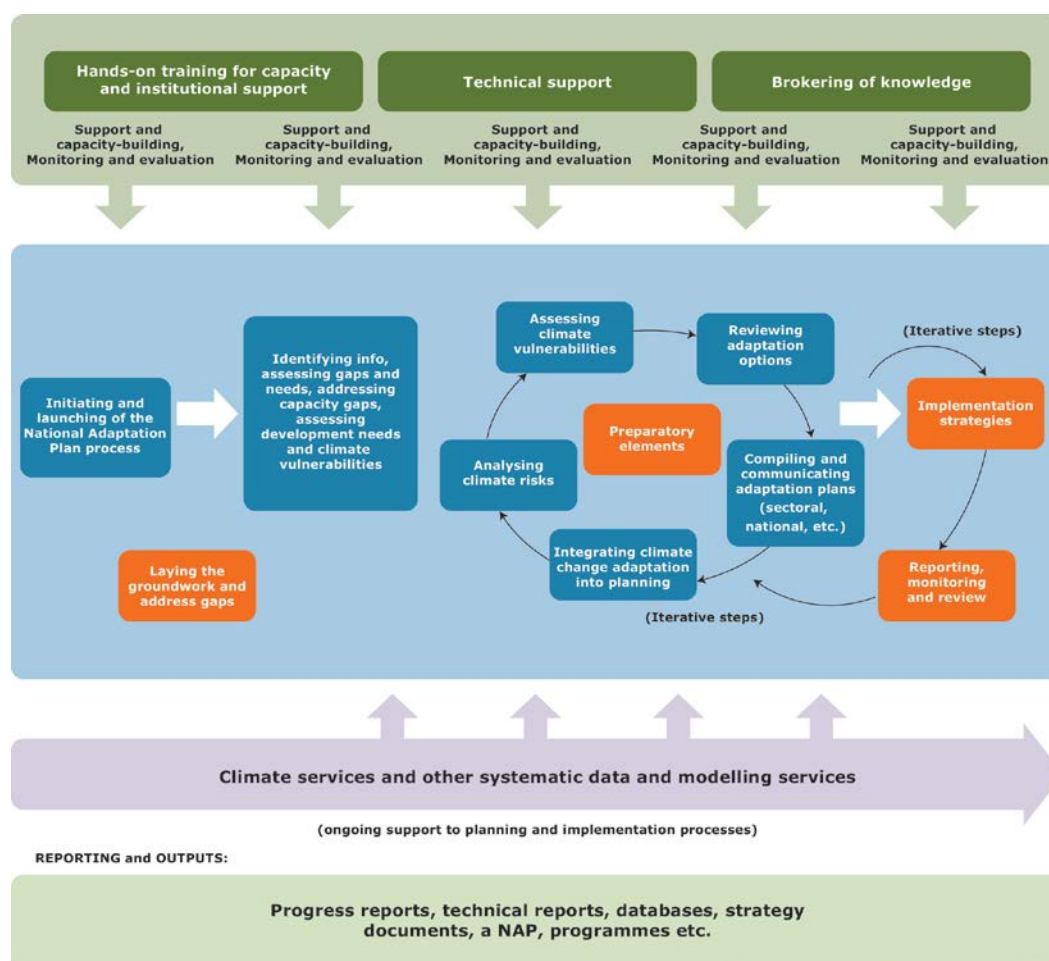 Hands-on training for capacity
and institutional support
Technical support
Brokering of knowledge
Support and
capacity-building,
Monitoring and evaluation
Support and
capacity-building,
Monitoring and evaluation
Support and
capacity-building,
Monitoring and evaluation
Support and
capacity-building,
Monitoring and evaluation
Support and
capacity-building,
Monitoring and evaluation
Initiating and
launching of the
National Adaptation
Plan process
Identifying info,
assessing gaps and
needs, addressing
capacity gaps,
assessing
development needs
and climate
vulnerabilities
Laying the
groundwork and
address gaps
Assessing
climate
vulnerabilities
Reviewing
adaptation
options
Preparatory
elements
Analysing
climate risks
Compiling and
communicating
adaptation plans
(sectoral,
national, etc.)
Integrating climate
change adaptation
into planning
(Iterative steps)
(Iterative steps)
Implementation
strategies
Reporting,
monitoring
and review
Climate services and other systematic data and modelling services
(ongoing support to planning and implementation processes)
REPORTING and OUTPUTS:
Progress reports, technical reports, databases, strategy
documents, a NAP, programmes etc.